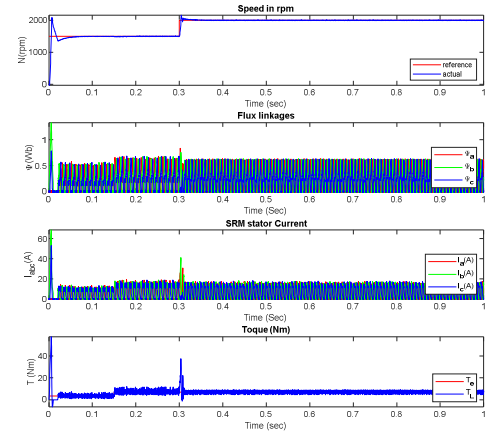 Speed in rpm
2000
1000
0
N(rpm)
reference
actual
0 0.1 0.2 0.3 0.4 0.5 0.6 0.7 0.8 0.9 1
Time (Sec)
Flux linkages
1
0.5
0
Ψ(Wb)
Ψa
Ψb
Ψc
0 0.1 0.2 0.3 0.4 0.5 0.6 0.7 0.8 0.9 1
Time (Sec)
SRM stator Current
60
40
20
0
Iabc(A)
Ia(A)
Ib(A)
Ic(A)
0 0.1 0.2 0.3 0.4 0.5 0.6 0.7 0.8 0.9 1
Time (Sec)
Toque (Nm)
40
20
0
T (Nm)
Te
TL
0 0.1 0.2 0.3 0.4 0.5 0.6 0.7 0.8 0.9 1
Time (Sec)